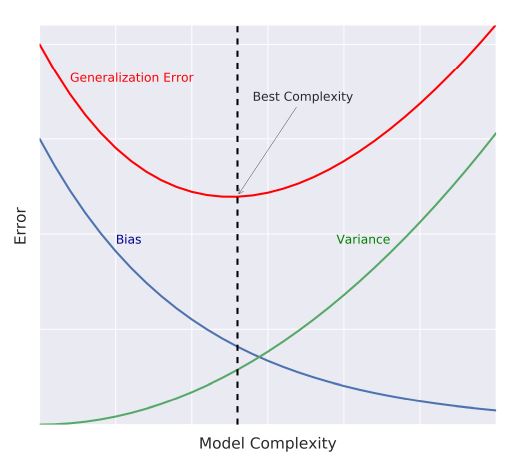 Generalization Error
Best Complexity
Bias
Variance
Error
Model Complexity